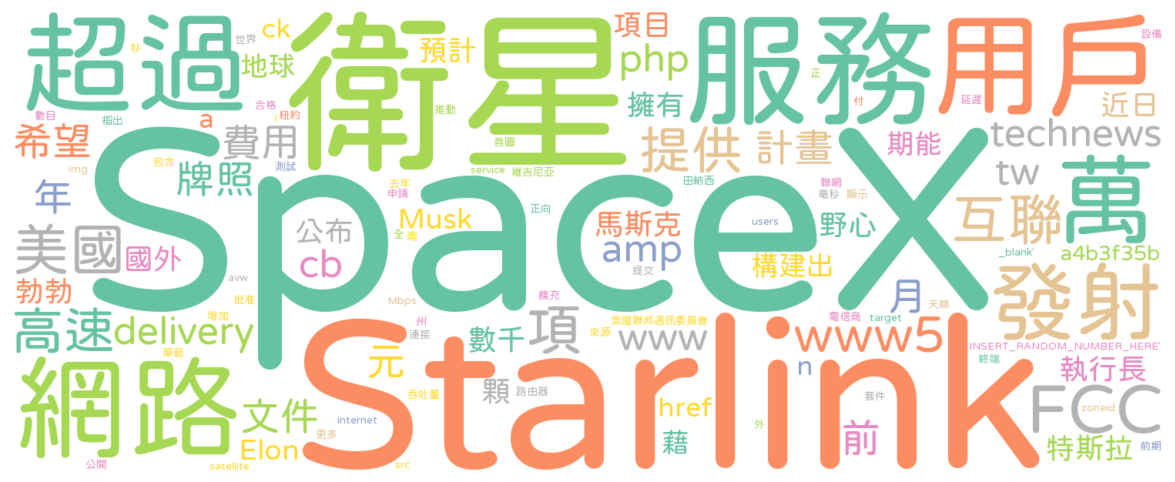 超過
衛星
服務
用戶
SpaceX
Starlink
世界
秒
ck
地球
預計
項目
php
設備
正
付
延遲
近日
擁有
合格
紐約
推動
數目
指出
a
希望
費用
首圖
提供
計畫
期能
technews
包含
測試
牌照
img
service
維吉尼亞
田納西
聯網
毫秒
顯示
tw
萬
年
去年
申請
正向
Musk
馬斯克
users
野心
互聯
美國
國外
公布
全
兩
amp
提交
_blank'
a4b3f35b
cb
構建出
avw
勃勃
批准
Mbps
擴充
月
天線
發射
高速
delivery
增加
州
連接
數千
項
美國聯邦通訊委員會
來源
www
電信商
target
www5
INSERT_RANDOM_NUMBER_HERE'
單個
元
終端
n
執行長
網路
吞吐量
顆
路由器
href
套件
FCC
zoneid
文件
internet
外
Elon
更多
藉
前
特斯拉
前期
公開
satellite
src